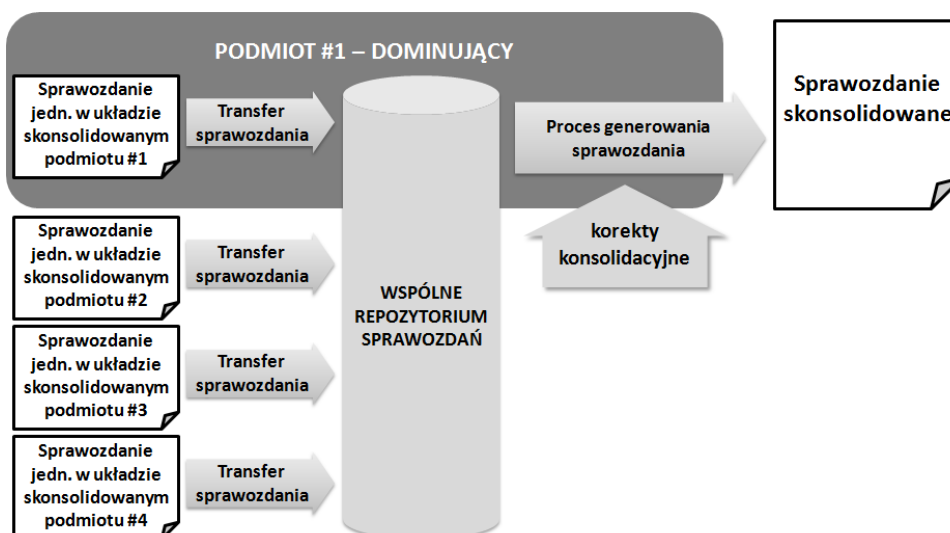 PODMIOT #1 – DOMINUJĄCY
Sprawozdanie
jedn. w układzie
skonsolidowanym
podmiotu #1
Transfer
sprawozdania
Proces generowania
sprawozdania
Sprawozdanie
skonsolidowane
korekty
konsolidacyjne
Sprawozdanie
jedn. w układzie
skonsolidowanym
podmiotu #2
Transfer
sprawozdania
WSPÓLNE
REPOZYTORIUM
SPRAWOZDAŃ
Sprawozdanie
jedn. w układzie
skonsolidowanym
podmiotu #3
Transfer
sprawozdania
Sprawozdanie
jedn. w układzie
skonsolidowanym
podmiotu #4
Transfer
sprawozdania